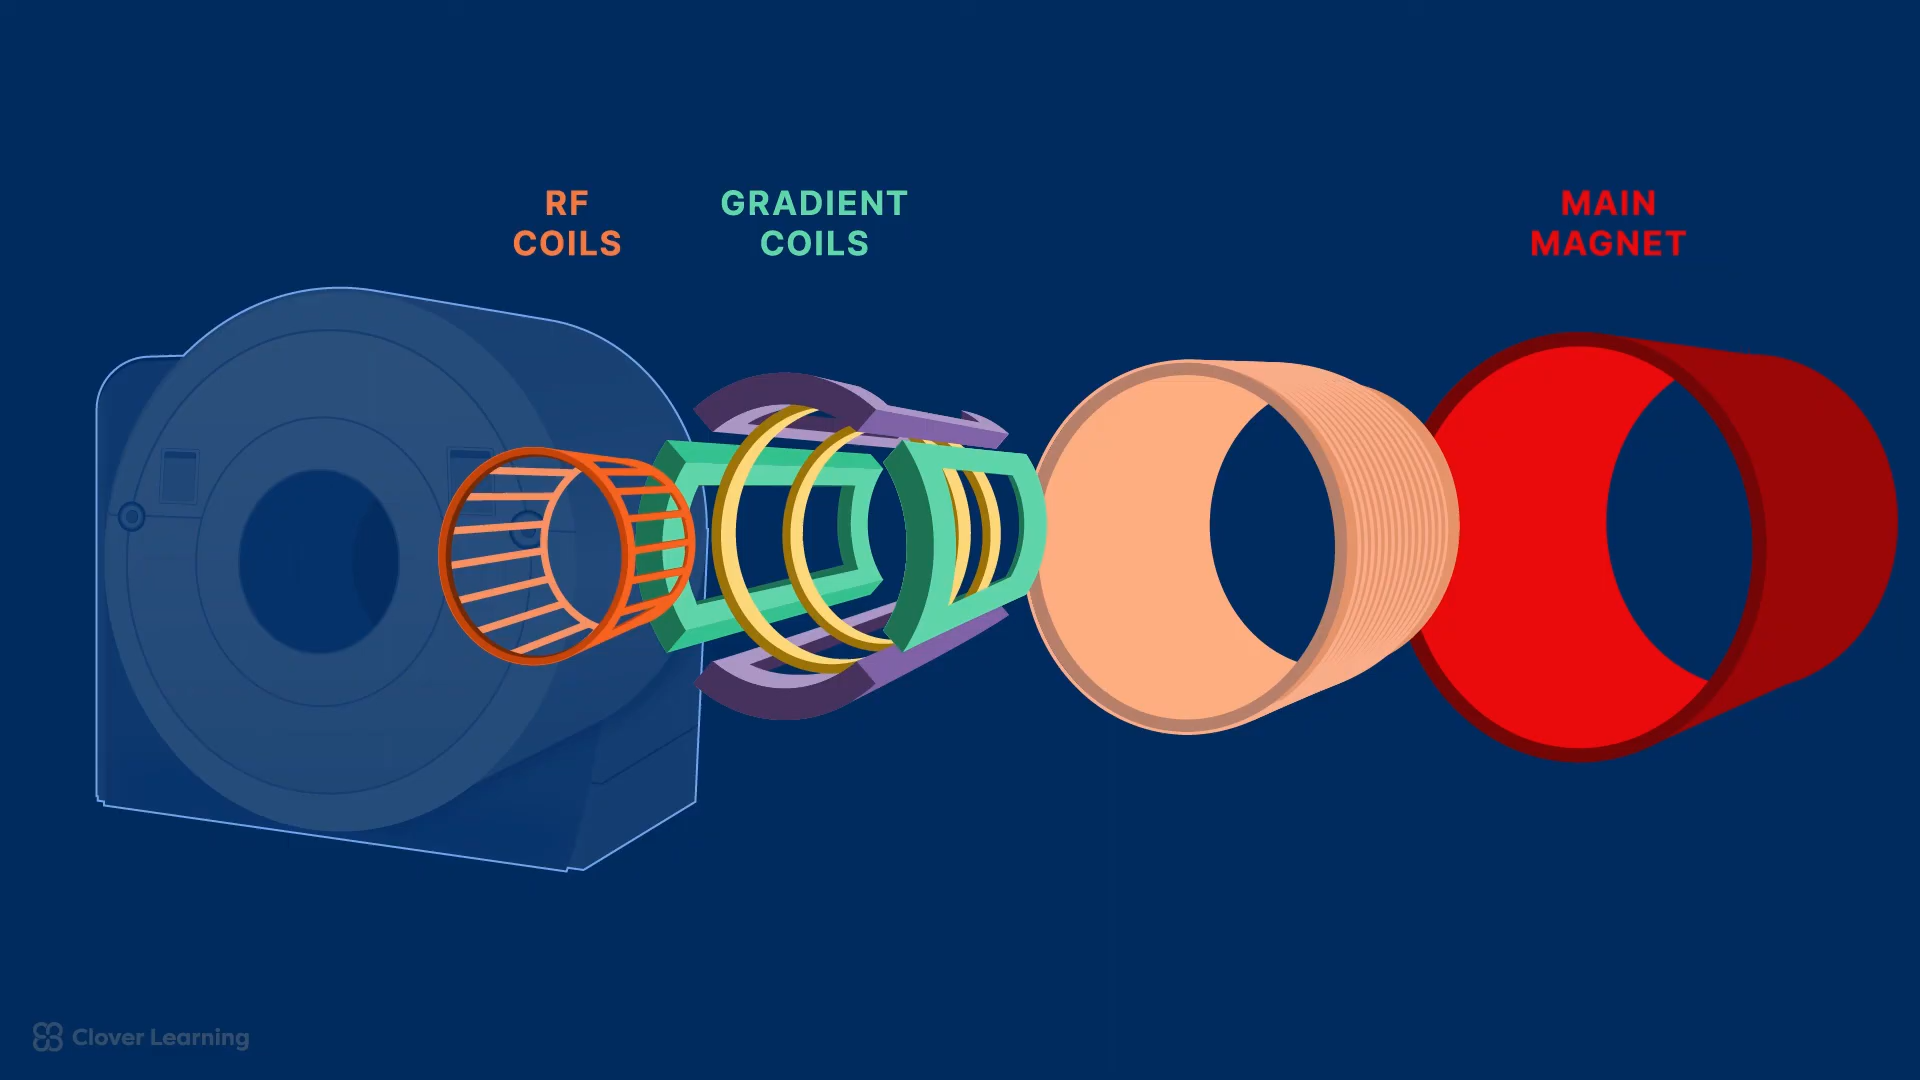 RF
COILS
GRADIENT
COILS
MAIN
MAGNET
Clover Learning